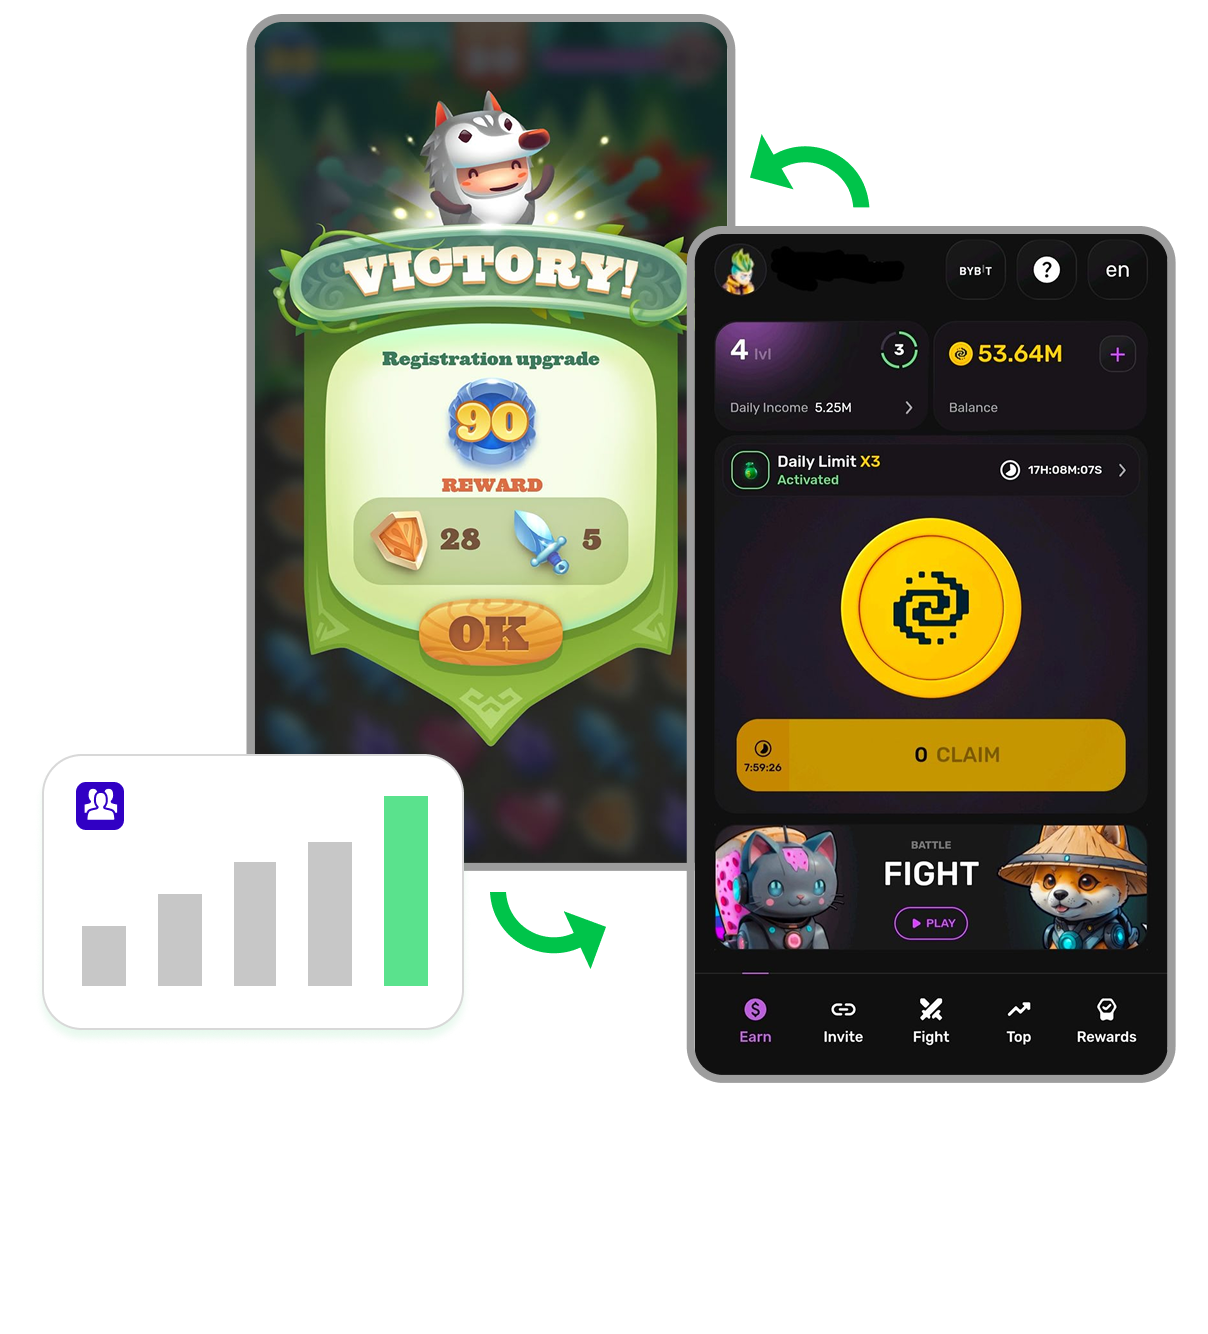 VICTORY!
Registration upgrade
90
REWARD
28 5
OK
BYBIT ? en
4 lvl 3
Daily Income 5.25M
53.64M +
Balance
Daily Limit X3
Activated
17H:08M:07S
7:59:26
0 CLAIM
BATTLE
FIGHT
PLAY
Earn Invite Fight Top Rewards